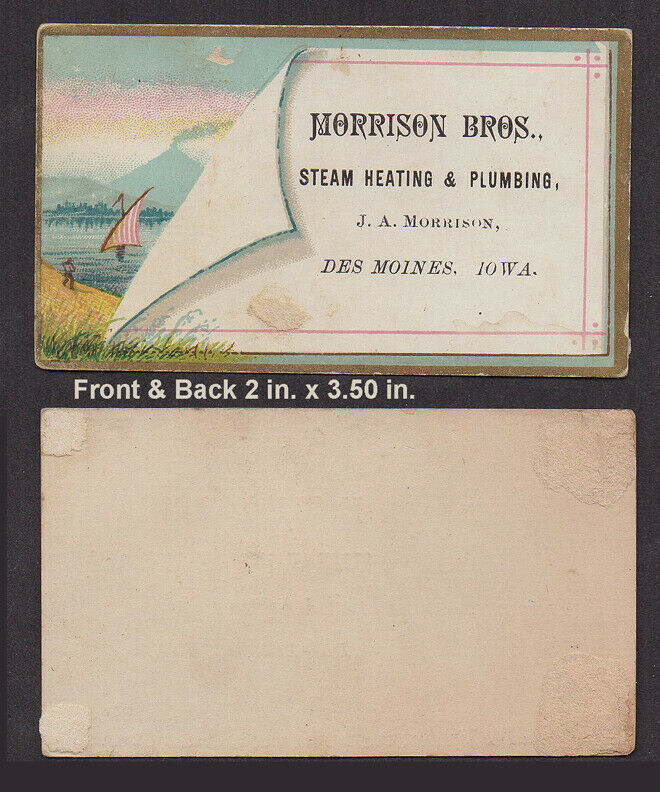 MORRISON BROS.,
STEAM HEATING & PLUMBING,
J. A. MORRISON,
DES MOINES, IOWA.
Front & Back 2 in. x 3.50 in.